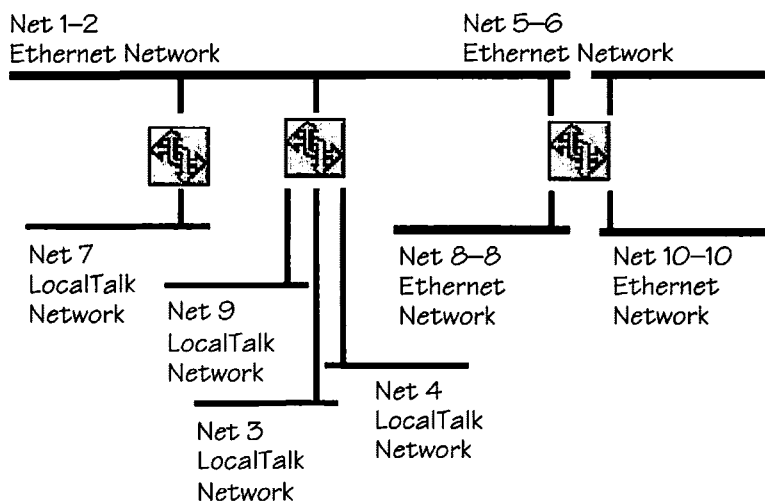 Net 1–2
Ethernet Network
Net 5–6
Ethernet Network
Net 7
LocalTalk
Network
Net 9
LocalTalk
Network
Net 3
LocalTalk
Network
Net 4
LocalTalk
Network
Net 8–8
Ethernet
Network
Net 10–10
Ethernet
Network